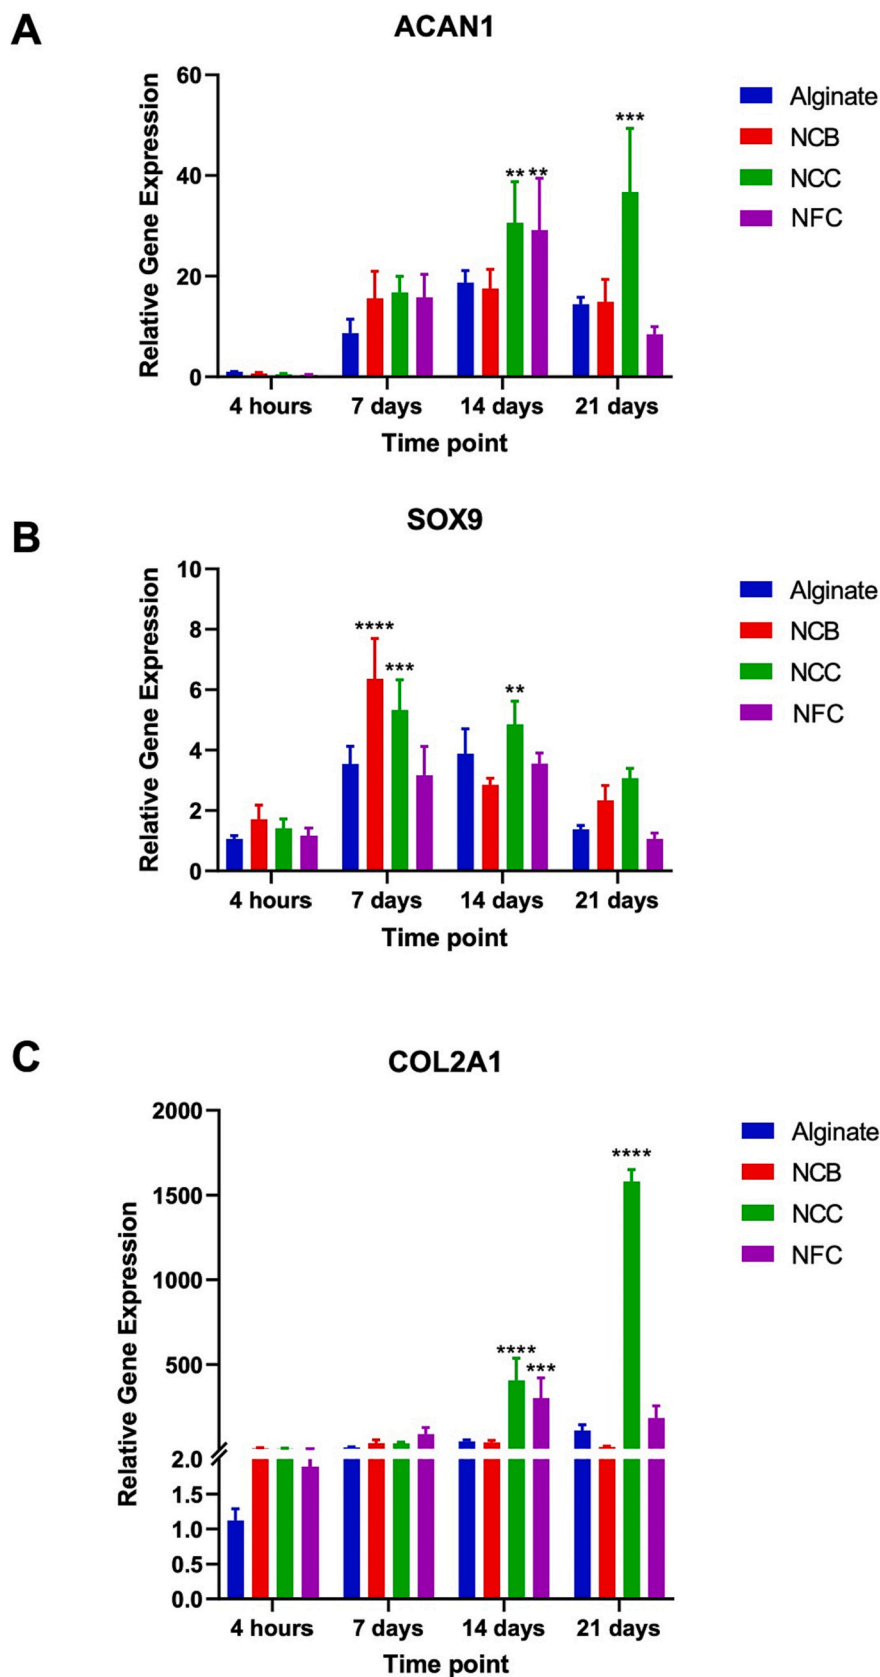 A
ACAN1
Relative Gene Expression
60
40
20
0
** **
***
4 hours 7 days 14 days 21 days
Time point
Alginate
NCB
NCC
NFC
B
SOX9
Relative Gene Expression
10
8
6
4
2
0
****
***
**
4 hours 7 days 14 days 21 days
Time point
Alginate
NCB
NCC
NFC
C
COL2A1
Relative Gene Expression
2000
1500
1000
500
2.0
1.5
1.0
0.5
0.0
****
***
****
4 hours 7 days 14 days 21 days
Time point
Alginate
NCB
NCC
NFC